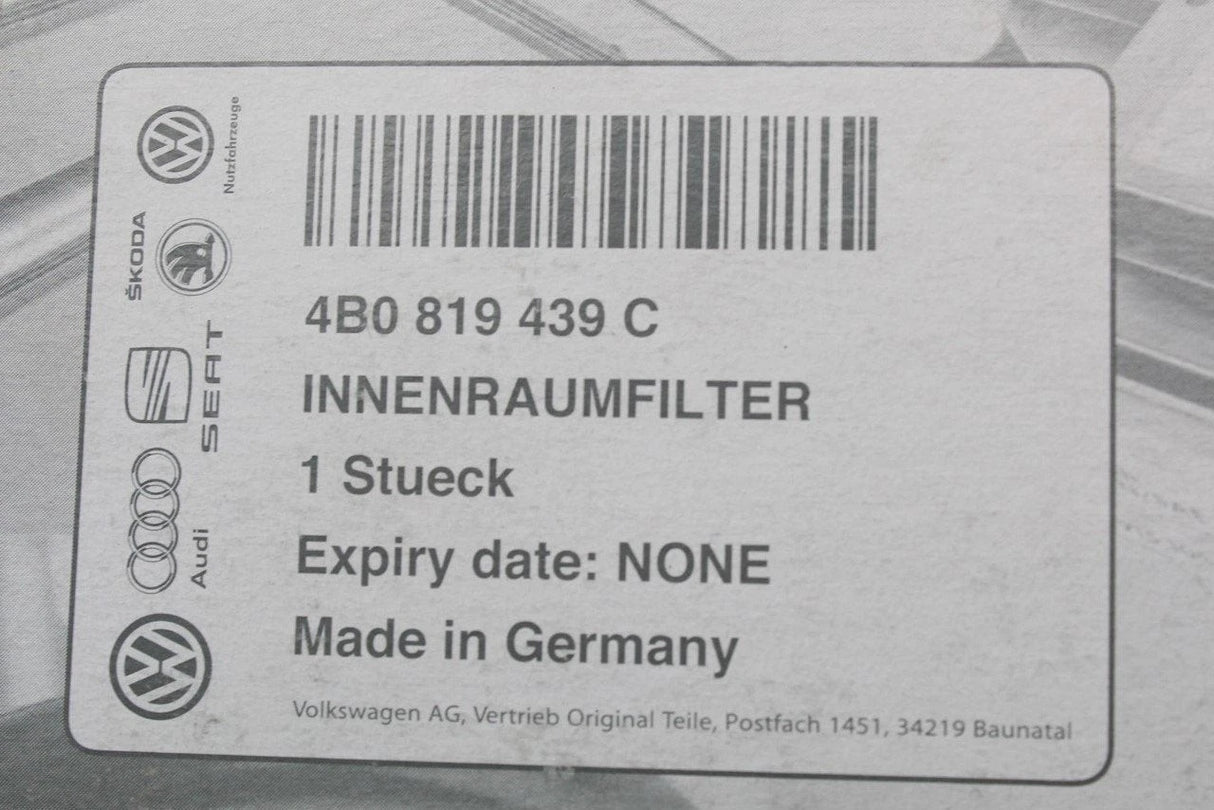 4B0 819 439 C
INNENRAUMFILTER
1 Stueck
Expiry date: NONE
Made in Germany
Volkswagen AG, Vertrieb Original Teile, Postfach 1451, 34219 Baunatal
Audi
SEAT
ŠKODA
Nutzfahrzeuge